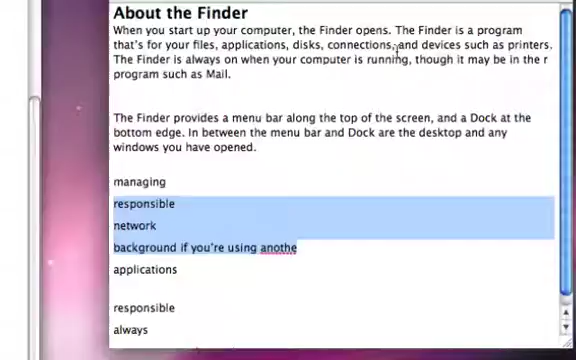 About the Finder
When you start up your computer, the Finder opens. The Finder is a program
that's for your files, applications, disks, connections, and devices such as printers.
The Finder is always on when your computer is running, though it may be in the r
program such as Mail.
The Finder provides a menu bar along the top of the screen, and a Dock at the
bottom edge. In between the menu bar and Dock are the desktop and any
windows you have opened.
managing
responsible
network
background if you're using anothe
applications
responsible
always